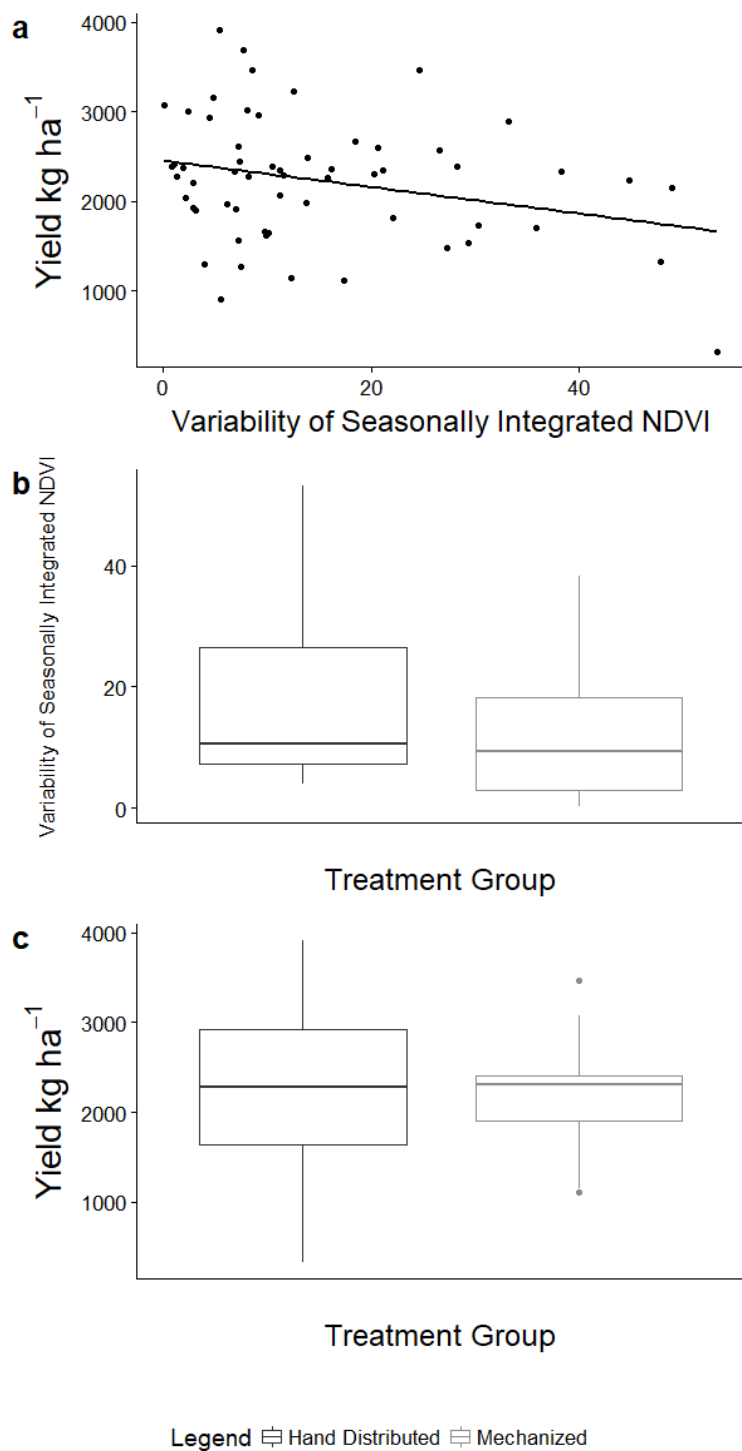 a
4000
3000
2000
1000
Yield kg ha⁻¹
0 20 40
Variability of Seasonally Integrated NDVI
b
40
20
0
Variability of Seasonally Integrated NDVI
Treatment Group
c
4000
3000
2000
1000
Yield kg ha⁻¹
Treatment Group
Legend Hand Distributed Mechanized